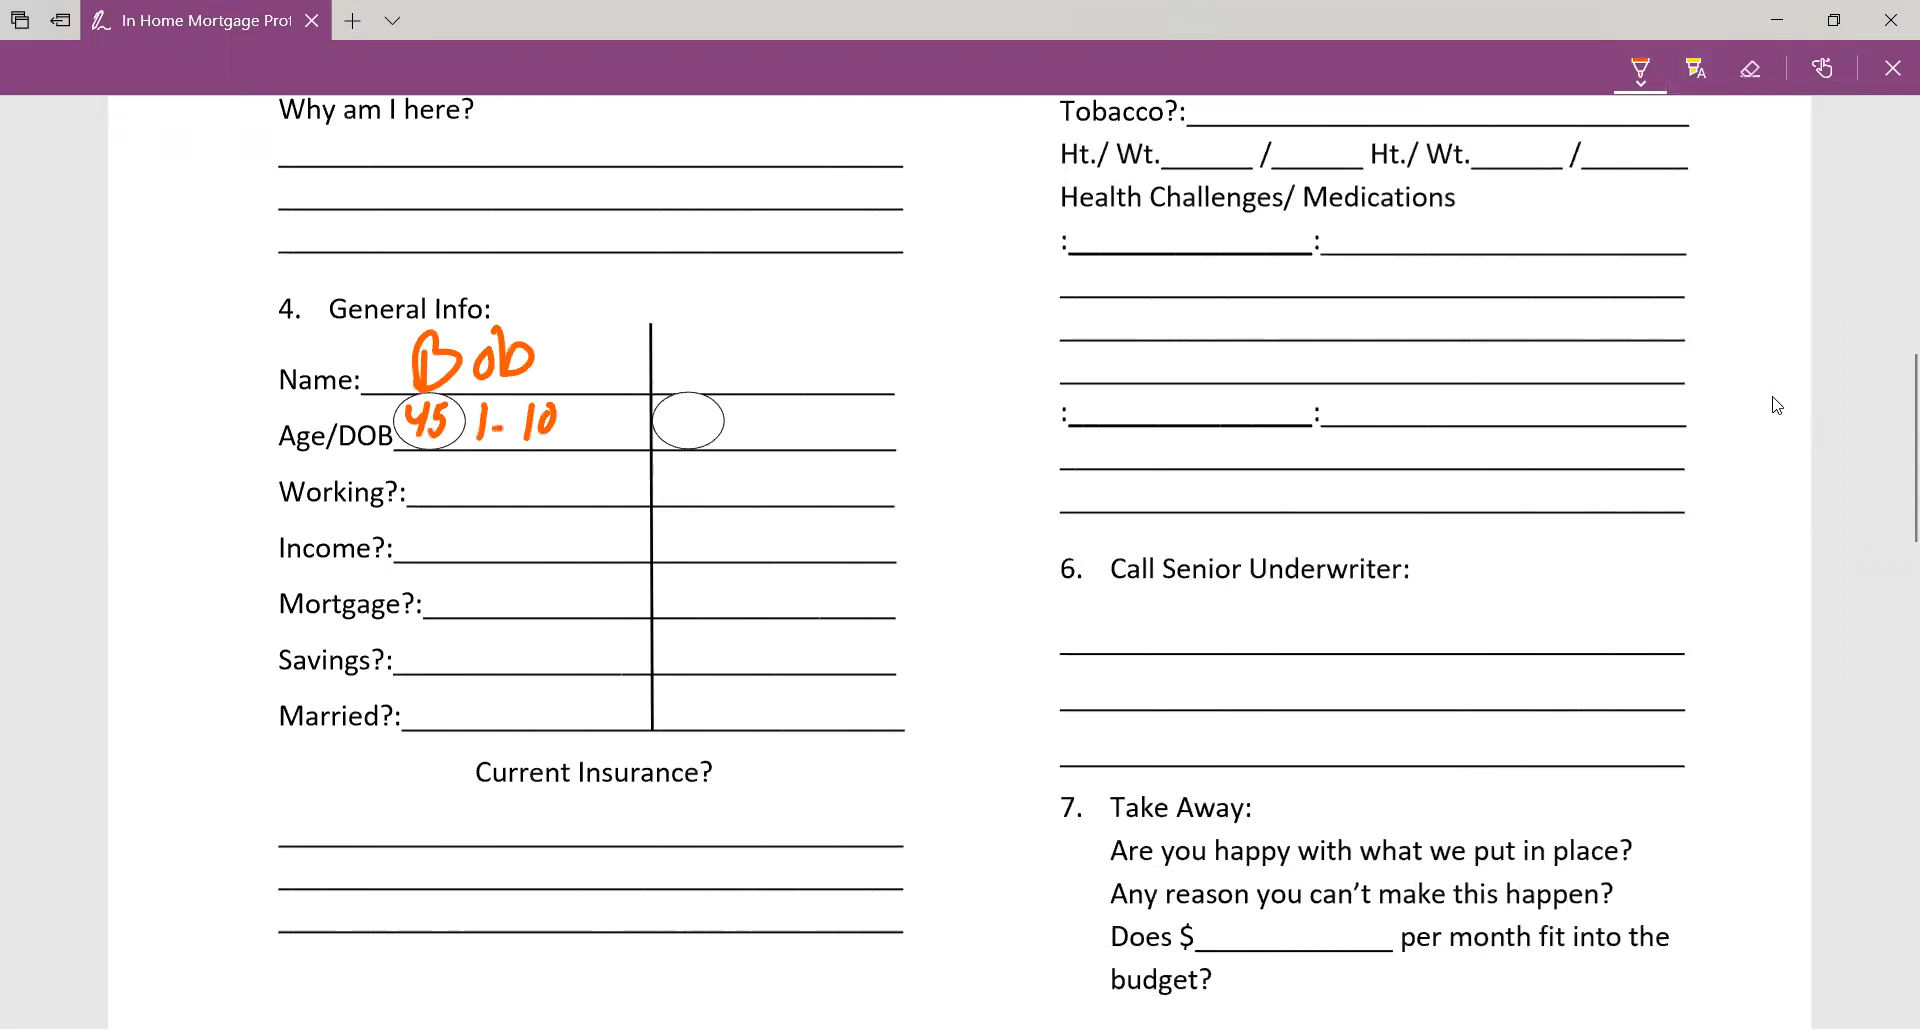 In Home Mortgage Prot
Why am I here?
4. General Info:
Name: Bob
Age/DOB 45 1-10
Working?:
Income?:
Mortgage?:
Savings?:
Married?:
Current Insurance?
Tobacco?:
Ht./ Wt. / Ht./ Wt. /
Health Challenges/ Medications
: :
: :
6. Call Senior Underwriter:
7. Take Away:
Are you happy with what we put in place?
Any reason you can’t make this happen?
Does $ per month fit into the
budget?